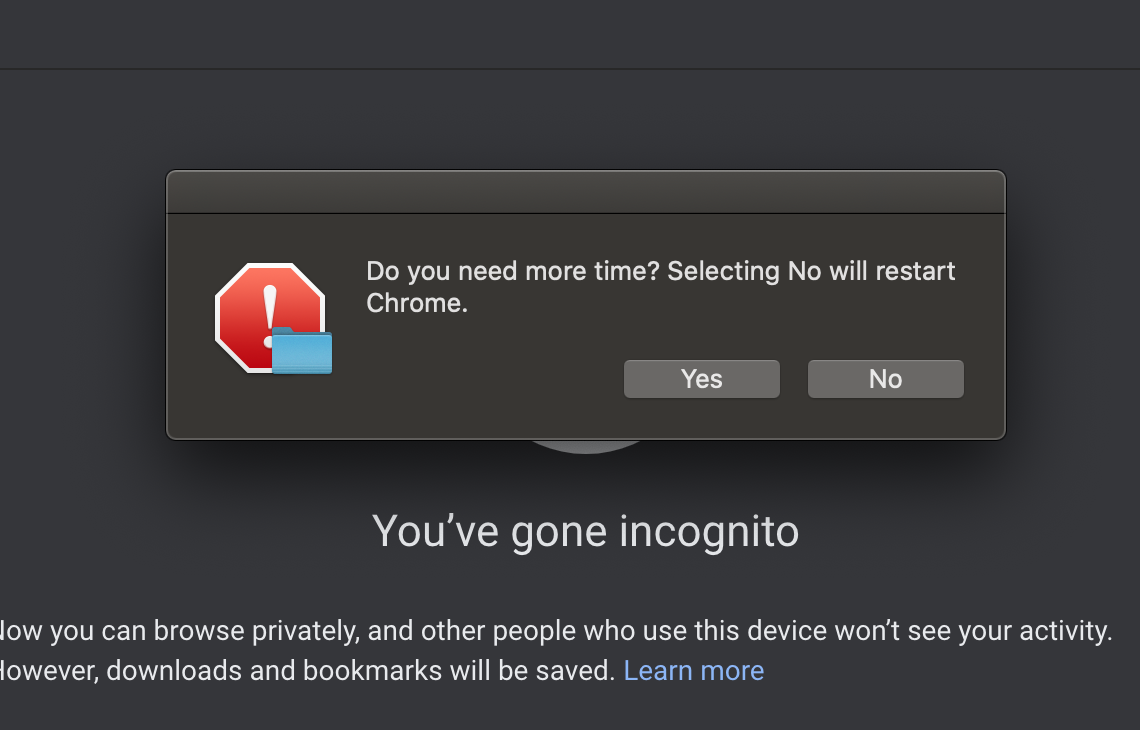 Do you need more time? Selecting No will restart
Chrome.
Yes No
You’ve gone incognito
Now you can browse privately, and other people who use this device won’t see your activity.
However, downloads and bookmarks will be saved. Learn more